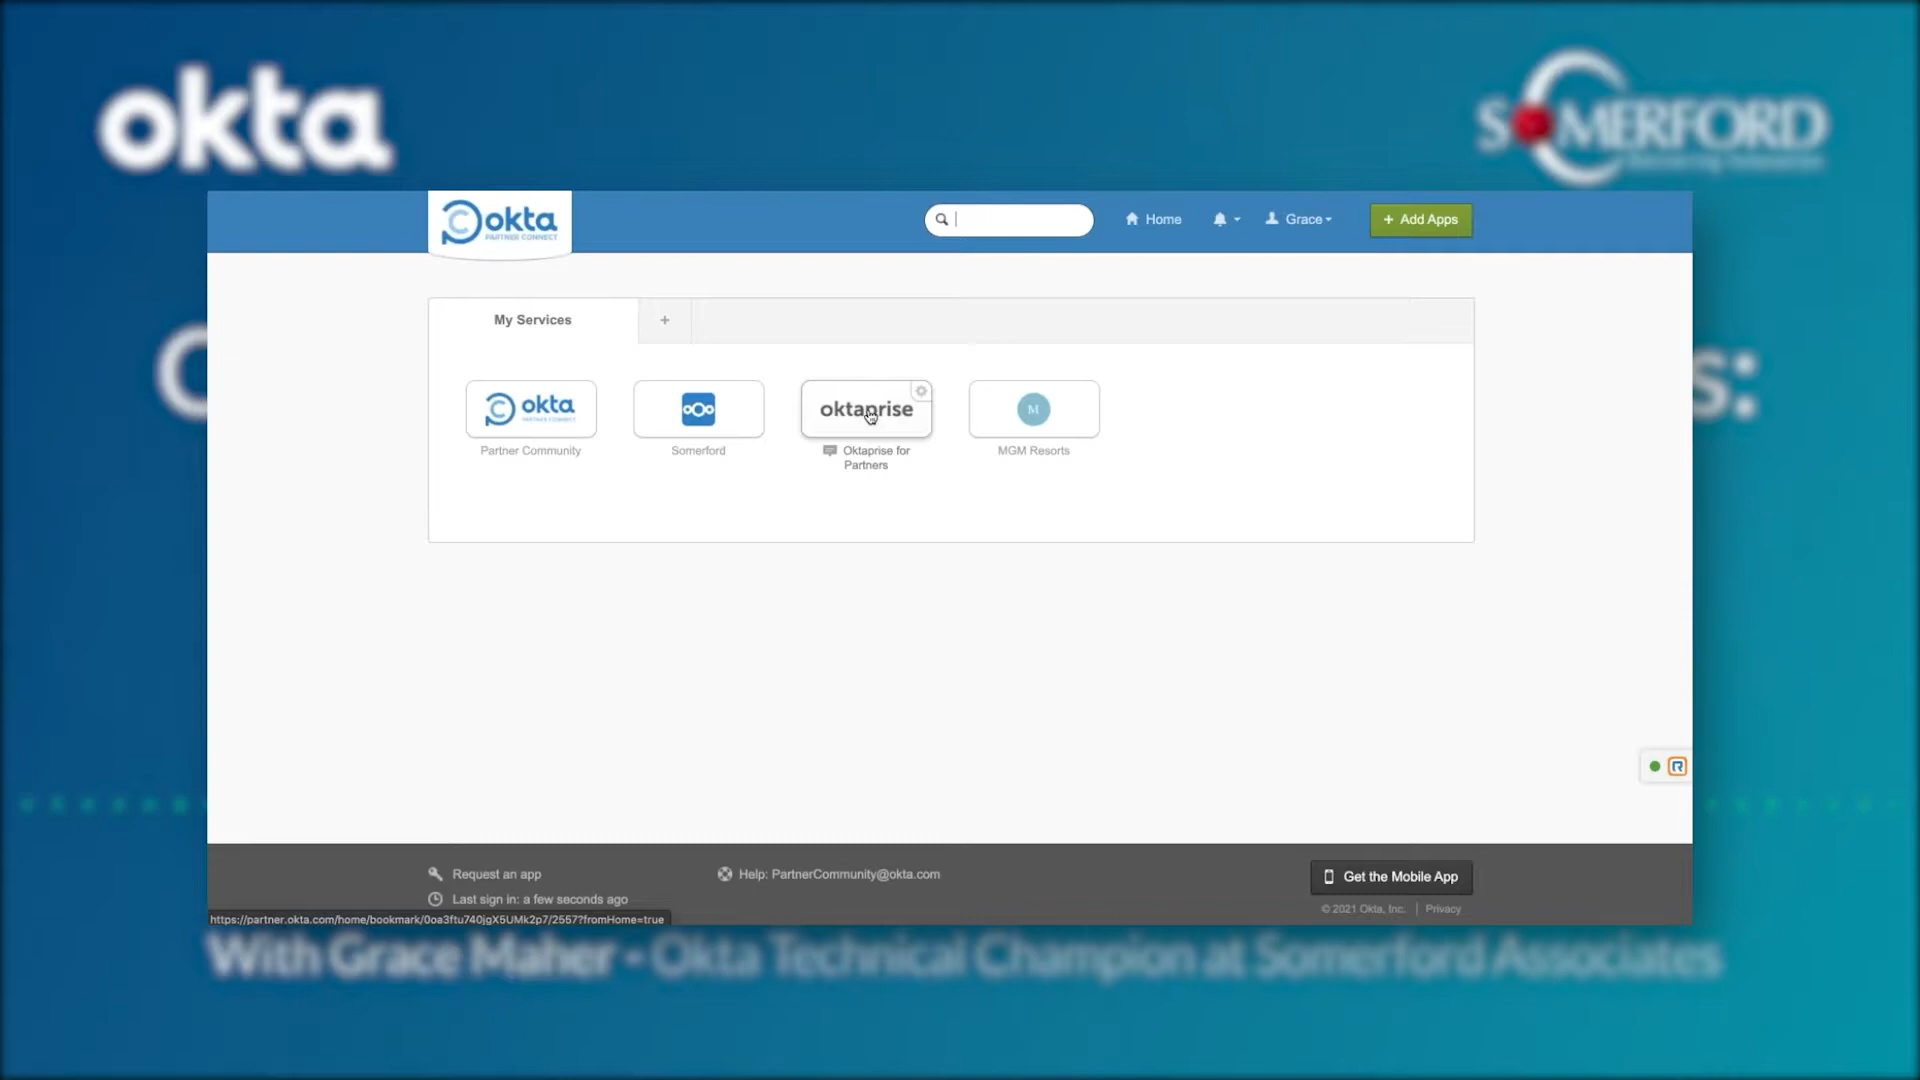 okta
SOMERFORD
okta
PARTNER CONNECT
Home
Grace
+ Add Apps
My Services
+
okta
PARTNER CONNECT
oktaprise
M
Partner Community
Somerford
Oktaprise for
Partners
MGM Resorts
s:
Request an app
Help: PartnerCommunity@okta.com
Get the Mobile App
Last sign in: a few seconds ago
© 2021 Okta, Inc. | Privacy
https://partner.okta.com/home/bookmark/0oa3ftu740jgX5UMk2p7/2557?fromHome=true
With Grace Maher - Okta Technical Champion at Somerford Associates